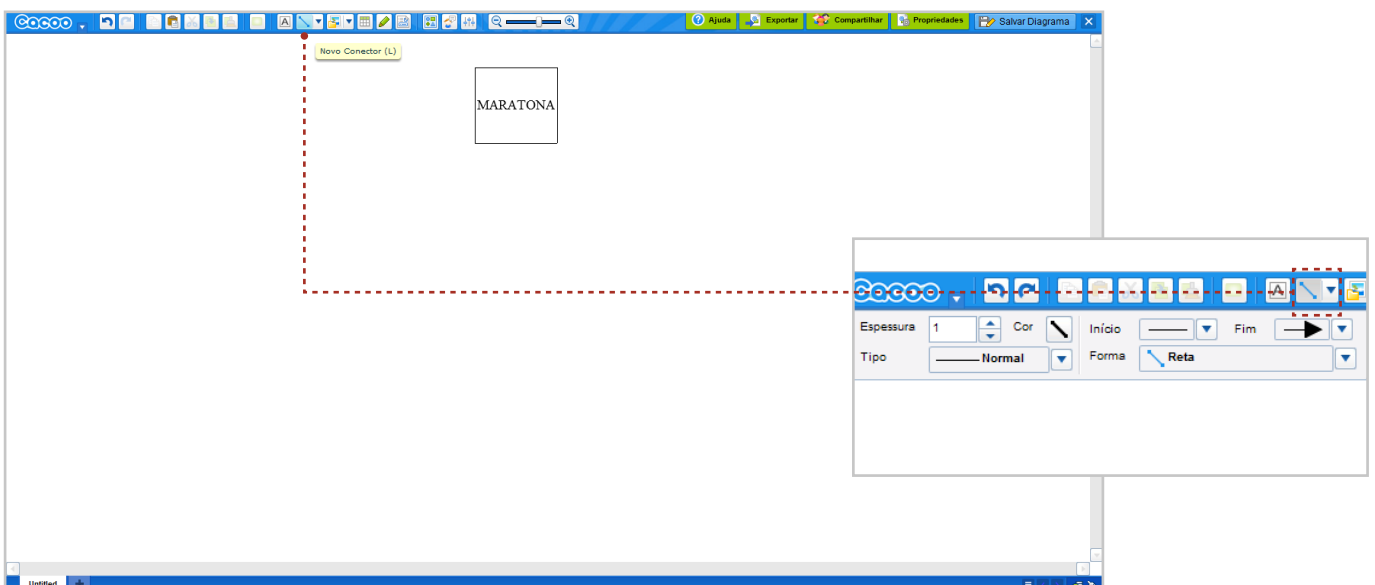 Cacoo
Ajuda Exportar Compartilhar Propriedades Salvar Diagrama
Novo Conector (L)
MARATONA
Cacoo
Espessura 1 Cor Início Fim
Tipo Normal Forma Reta
Untitled